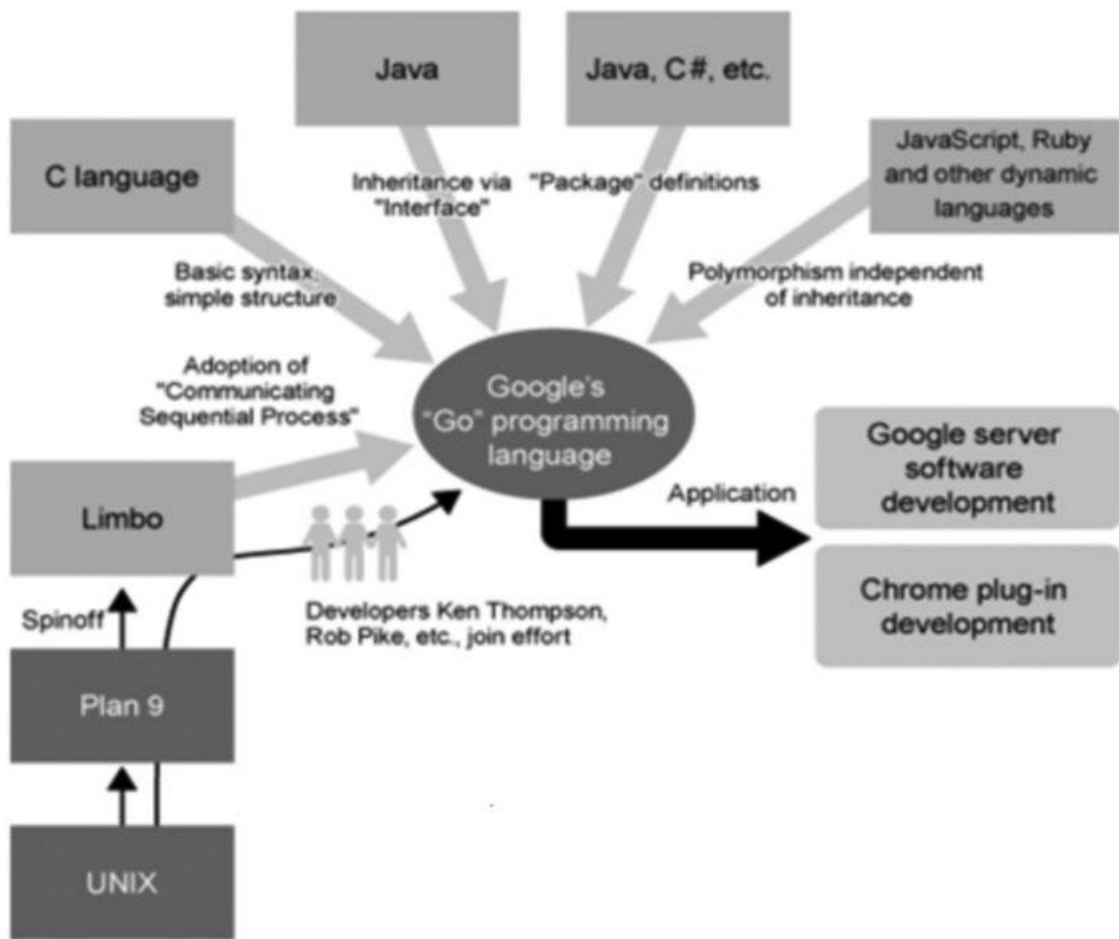 Java
Java, C#, etc.
C language
JavaScript, Ruby
and other dynamic
languages
Inheritance via
"Interface"
"Package" definitions
Basic syntax,
simple structure
Polymorphism independent
of inheritance
Adoption of
"Communicating
Sequential Process"
Google's
“Go” programming
language
Google server
software
development
Application
Limbo
Chrome plug-in
development
Developers Ken Thompson,
Rob Pike, etc., join effort
Spinoff
Plan 9
UNIX